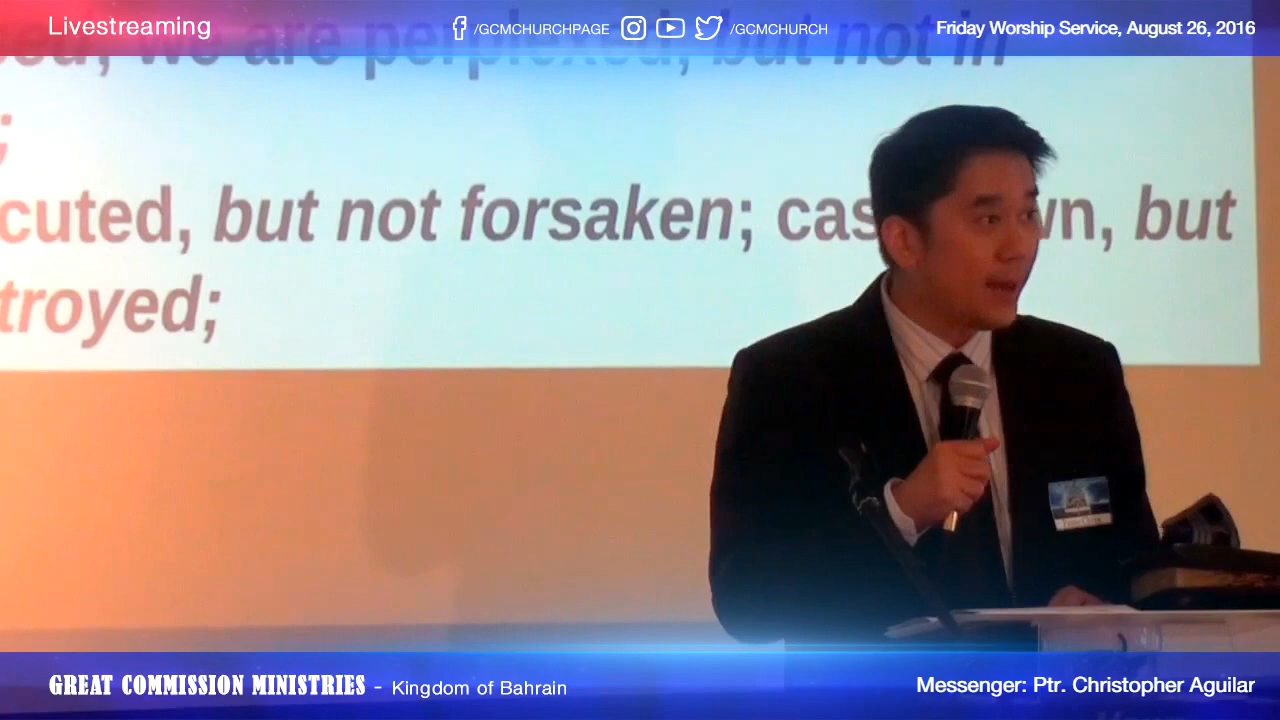 Livestreaming
/GCMCHURCHPAGE
/GCMCHURCH
Friday Worship Service, August 26, 2016
we are perplexed, but not in
;
cuted, but not forsaken; cas wn, but
troyed;
GREAT COMMISSION MINISTRIES - Kingdom of Bahrain
Messenger: Ptr. Christopher Aguilar